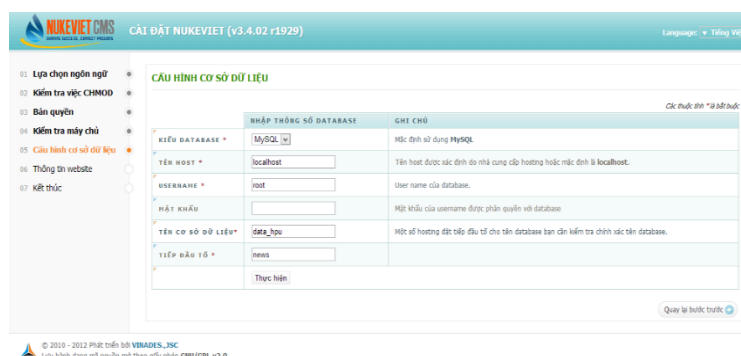 NUKEVIET CMS
CÀI ĐẶT NUKEVIET (v3.4.02 r1929)
Language: ▼ Tiếng Việ
01 Lựa chọn ngôn ngữ
02 Kiểm tra việc CHMOD
03 Bản quyền
04 Kiểm tra máy chủ
05 Cấu hình cơ sở dữ liệu
06 Thông tin website
07 Kết thúc
CẤU HÌNH CƠ SỞ DỮ LIỆU
Các thuộc tính * là bắt buộc
NHẬP THÔNG SỐ DATABASE GHI CHÚ
KIỂU DATABASE * MySQL Mặc định sử dụng MySQL
TÊN HOST * localhost Tên host được xác định do nhà cung cấp hosting hoặc mặc định là localhost.
USERNAME * root User name của database.
MẬT KHẨU Mật khẩu của username được phân quyền với database
TÊN CƠ SỞ DỮ LIỆU* data_hpu Một số hosting đặt tiếp đầu tố cho tên database bạn cần kiểm tra chính xác tên database.
TIẾP ĐẦU TỐ * news
Thực hiện
Quay lại bước trước
© 2010 - 2012 Phát triển bởi VINADES.,JSC